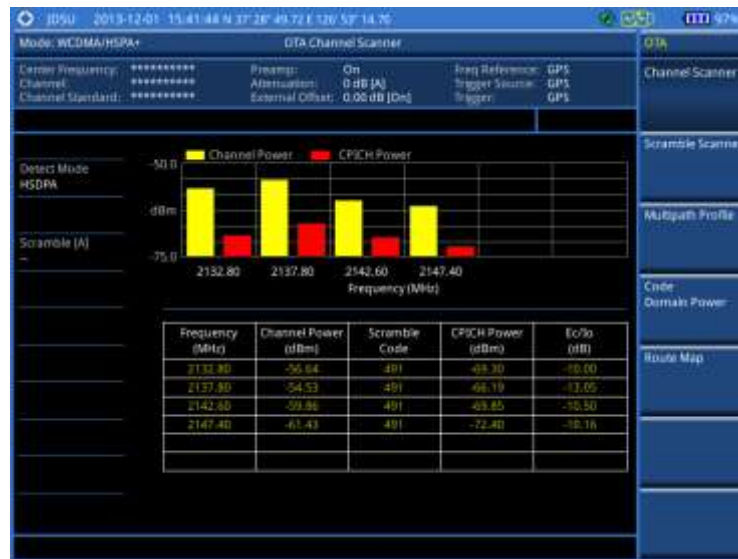 JDSU 2013-12-01 15:41:44 N 37° 28' 49.72 E 126° 53' 14.70 97%
Mode: WCDMA/HSPA+ OTA Channel Scanner OTA
Center Frequency: ********** Preamp: On Freq Reference: GPS
Channel: ********** Attenuation: 0 dB [A] Trigger Source: GPS
Channel Standard: ********** External Offset: 0.00 dB [On] Trigger: GPS
Channel Scanner
Scramble Scanne
Multipath Profile
Code
Domain Power
Route Map
Detect Mode
HSDPA
Scramble [A]
--
Channel Power CPICH Power
-50.0
dBm
-75.0
2132.80 2137.80 2142.60 2147.40
Frequency (MHz)
Frequency Channel Power Scramble CPICH Power Ec/Io
(MHz) (dBm) Code (dBm) (dB)
2132.80 -56.64 491 -69.30 -10.00
2137.80 -54.53 491 -66.19 -13.05
2142.60 -59.86 491 -69.85 -10.50
2147.40 -61.43 491 -72.40 -10.16